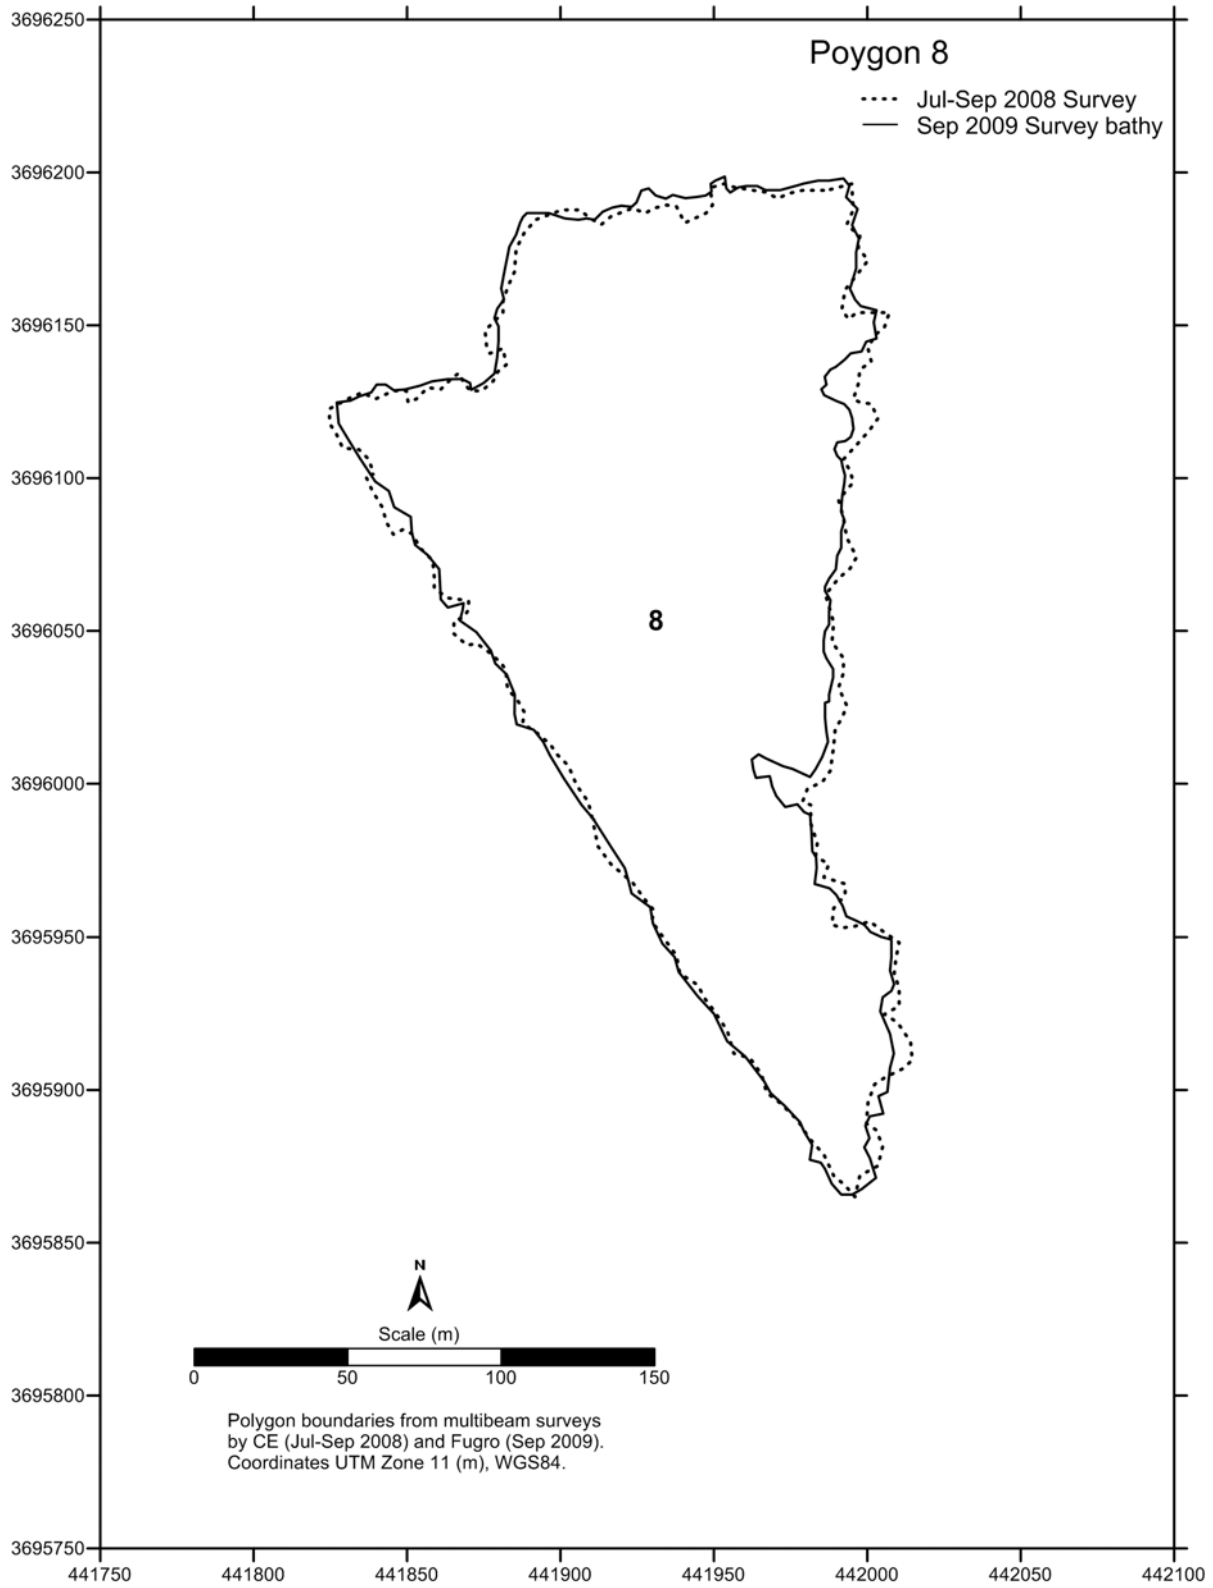 Poygon 8
Jul-Sep 2008 Survey
Sep 2009 Survey bathy
3696250
3696200
3696150
3696100
3696050
3696000
3695950
3695900
3695850
3695800
3695750
8
N
Scale (m)
0 50 100 150
Polygon boundaries from multibeam surveys
by CE (Jul-Sep 2008) and Fugro (Sep 2009).
Coordinates UTM Zone 11 (m), WGS84.
441750 441800 441850 441900 441950 442000 442050 442100